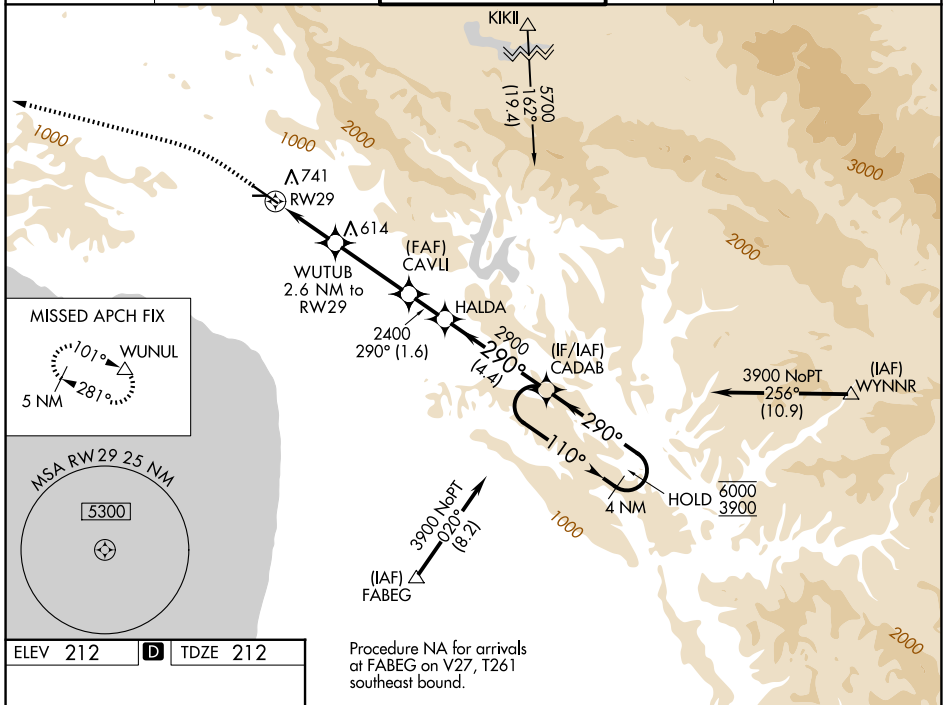 KIKII
5700
162°
(19.4)
1000
1000
2000
3000
2000
741
RW29
614
WUTUB
2.6 NM to
RW29
(FAF)
CAVLI
HALDA
2400
290° (1.6)
2900
290°
(4.4)
(IF/IAF)
CADAB
3900 NoPT
256°
(10.9)
(IAF)
WYNNR
MISSED APCH FIX
101°
WUNUL
281°
5 NM
290°
110°
4 NM
HOLD
6000
3900
MSA RW29 25 NM
5300
3900 NoPT
020°
(8.2)
(IAF)
FABEG
1000
2000
ELEV 212 D TDZE 212
Procedure NA for arrivals
at FABEG on V27, T261
southeast bound.